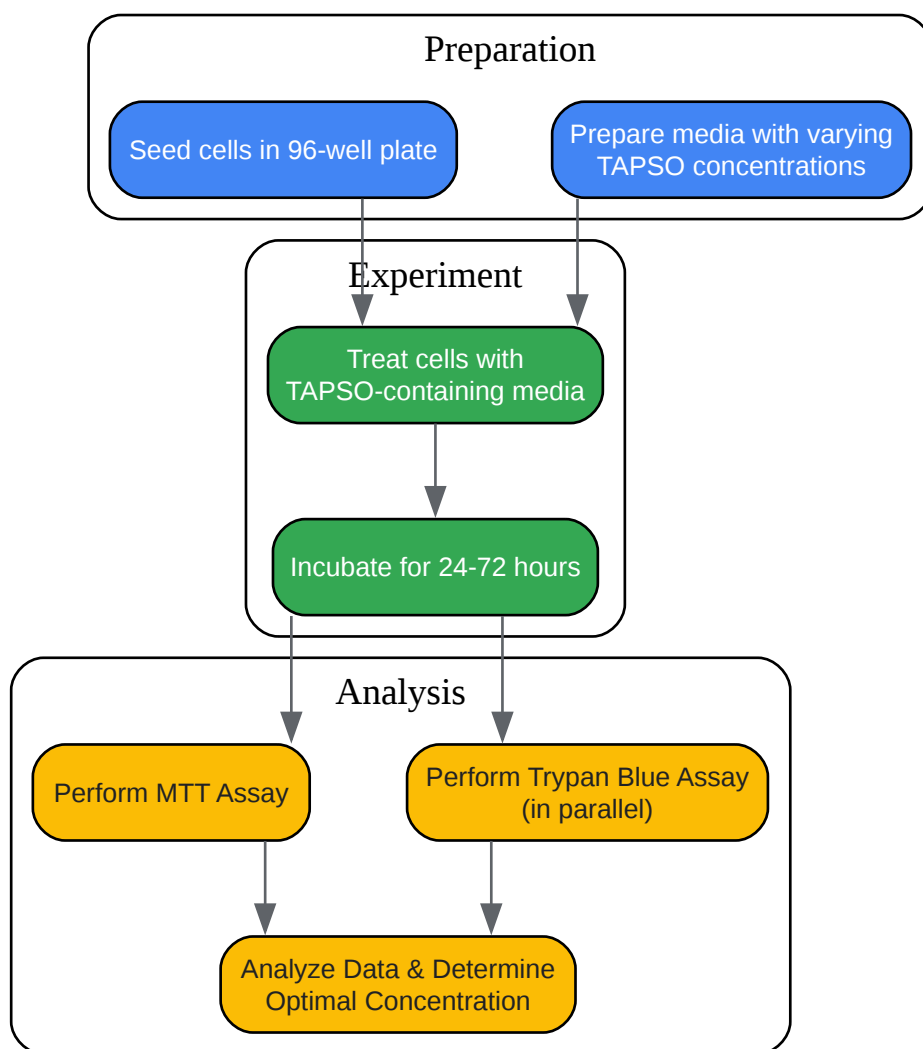 Preparation
Seed cells in 96-well plate
Prepare media with varying
TAPSO concentrations
Experiment
Treat cells with
TAPSO-containing media
Incubate for 24-72 hours
Analysis
Perform MTT Assay
Perform Trypan Blue Assay
(in parallel)
Analyze Data & Determine
Optimal Concentration